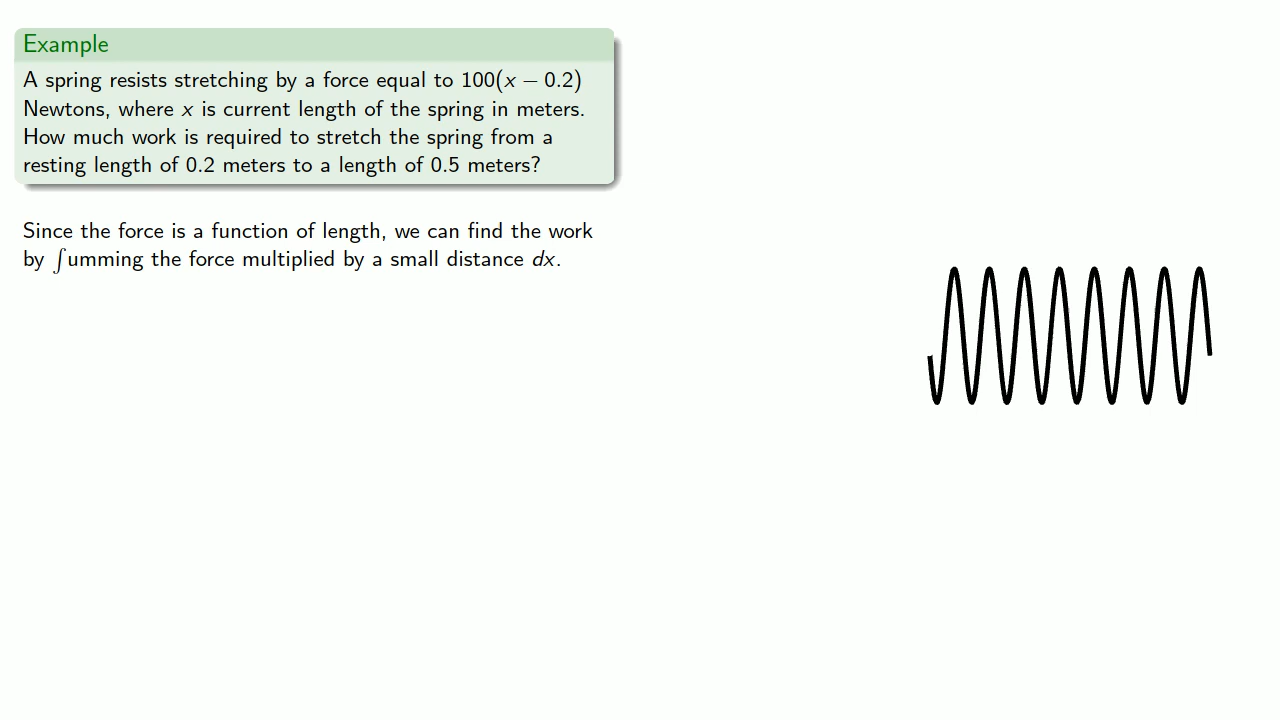 Example
A spring resists stretching by a force equal to 100(x − 0.2)
Newtons, where x is current length of the spring in meters.
How much work is required to stretch the spring from a
resting length of 0.2 meters to a length of 0.5 meters?
Since the force is a function of length, we can find the work
by ∫umming the force multiplied by a small distance dx.